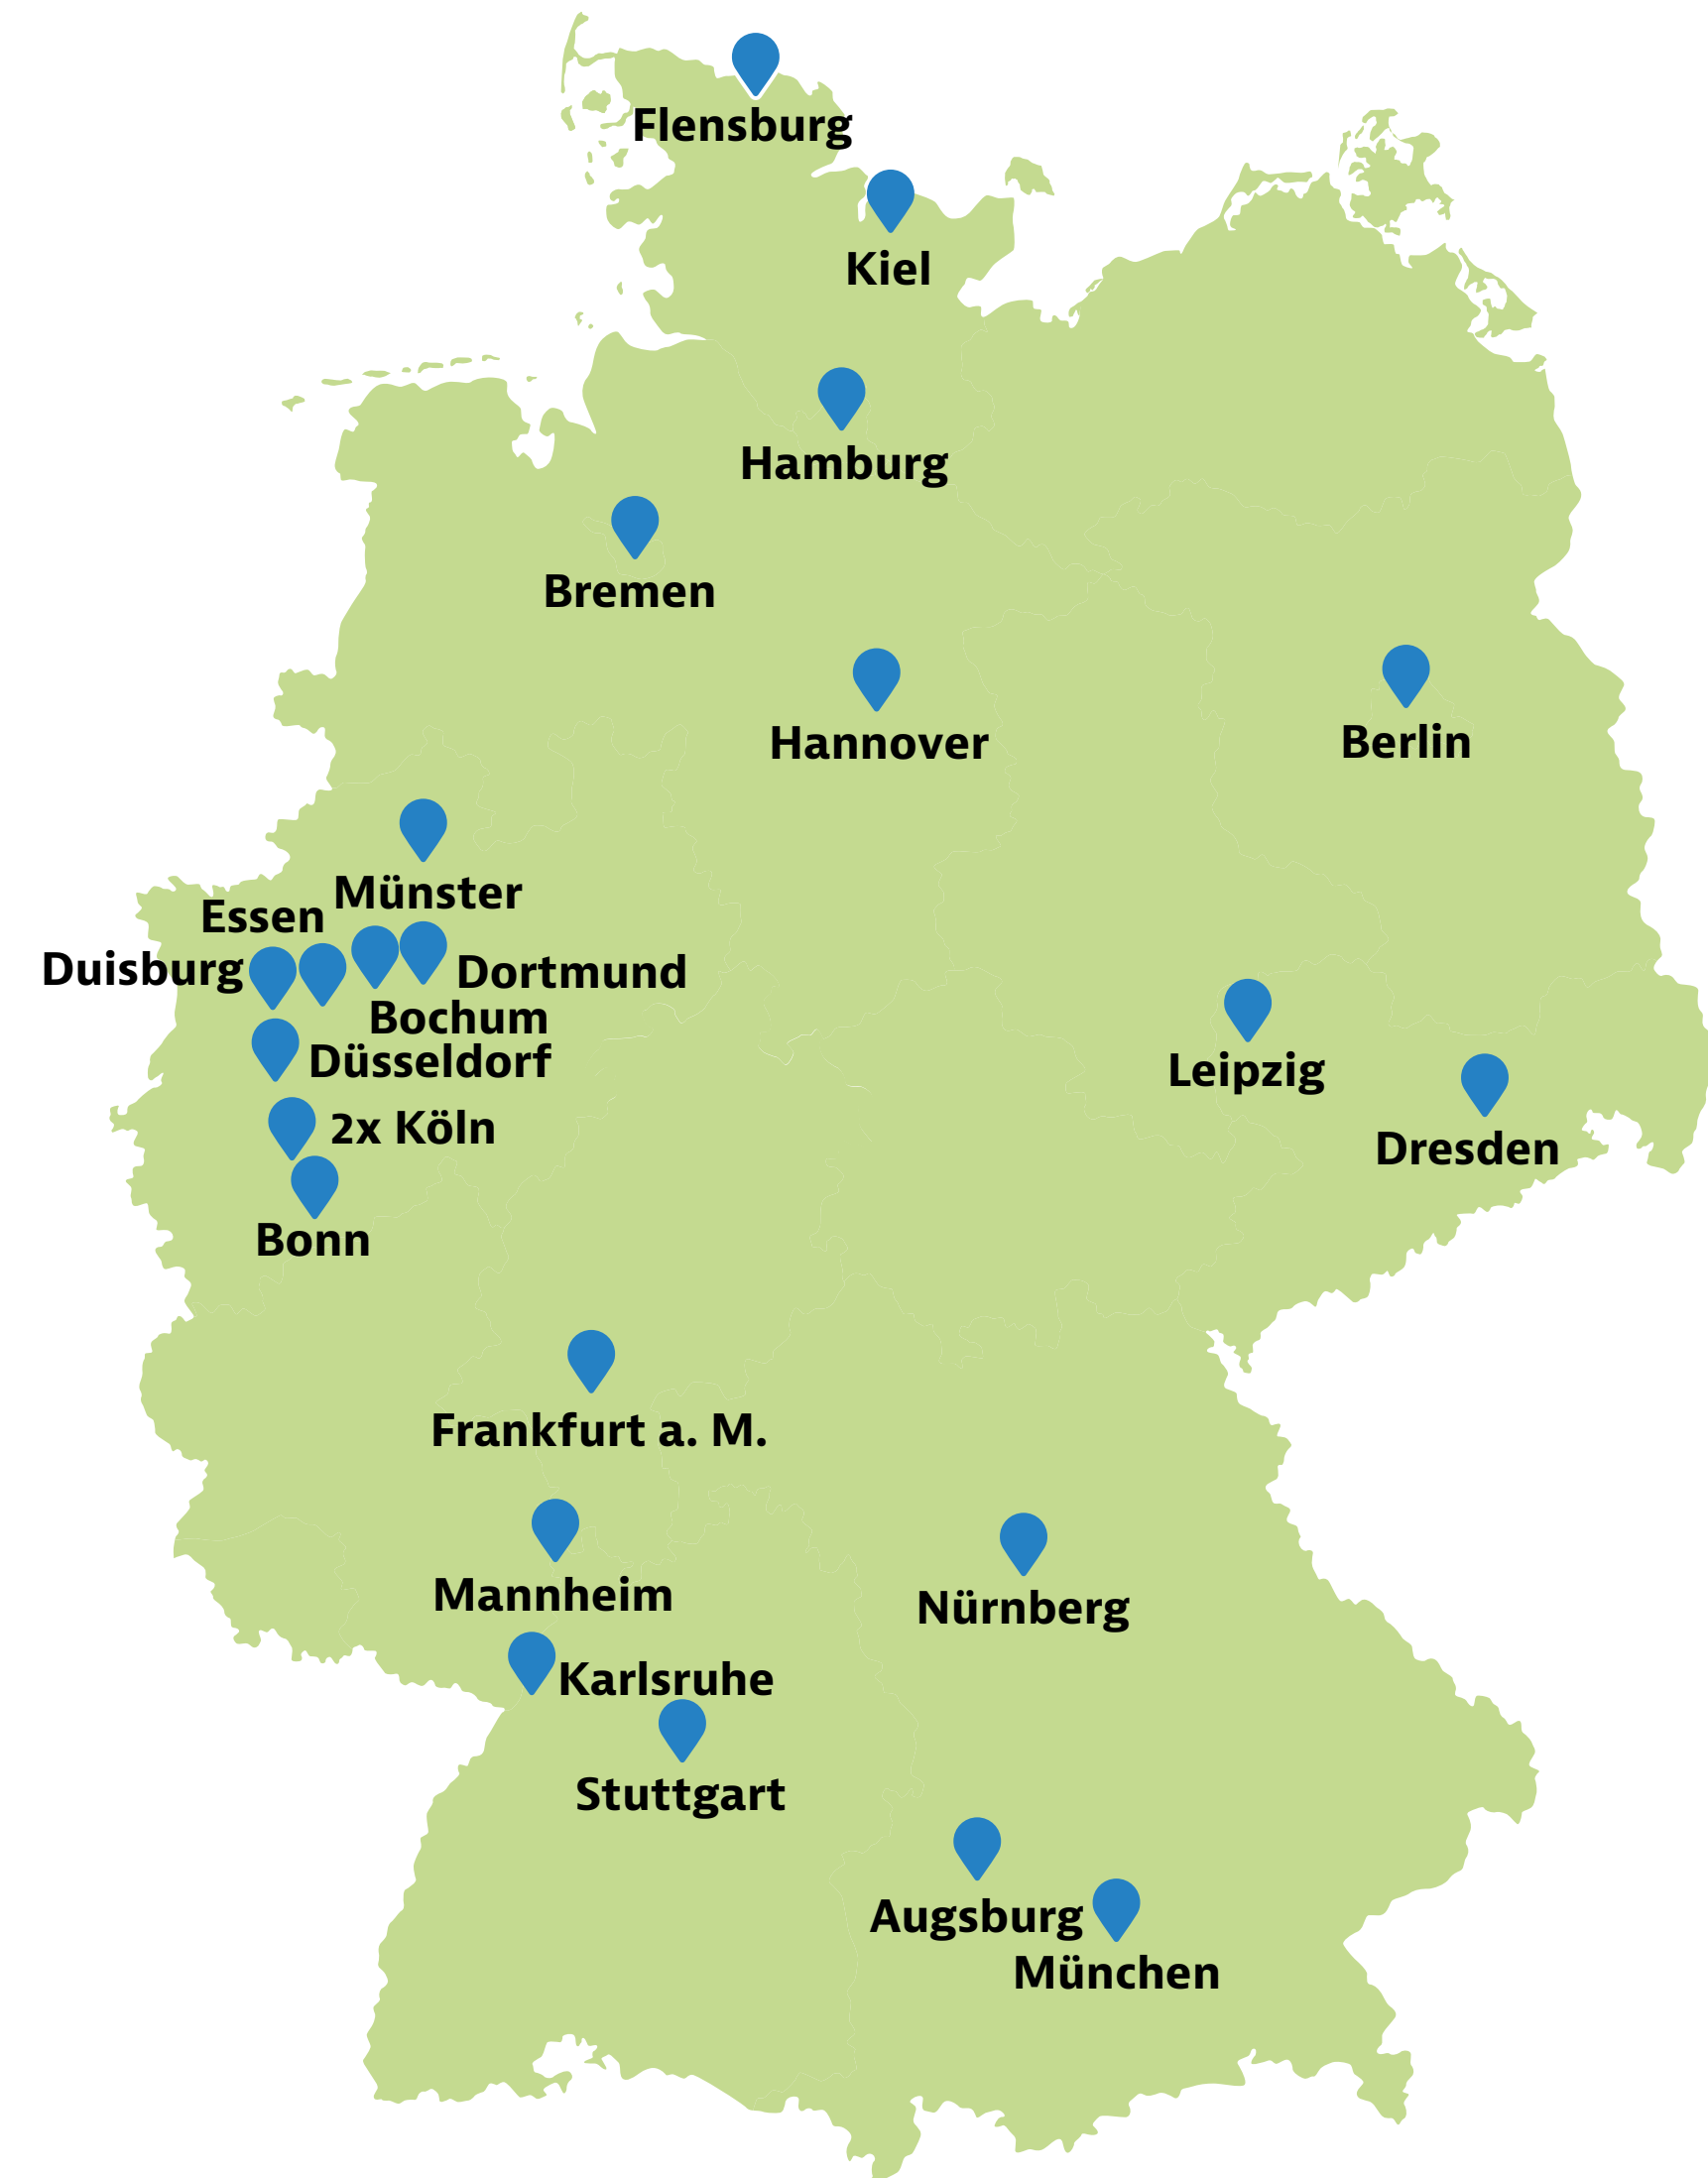 Flensburg
Kiel
Hamburg
Bremen
Hannover
Berlin
Münster
Essen
Duisburg
Dortmund
Bochum
Düsseldorf
Leipzig
2x Köln
Dresden
Bonn
Frankfurt a. M.
Mannheim
Nürnberg
Karlsruhe
Stuttgart
Augsburg
München